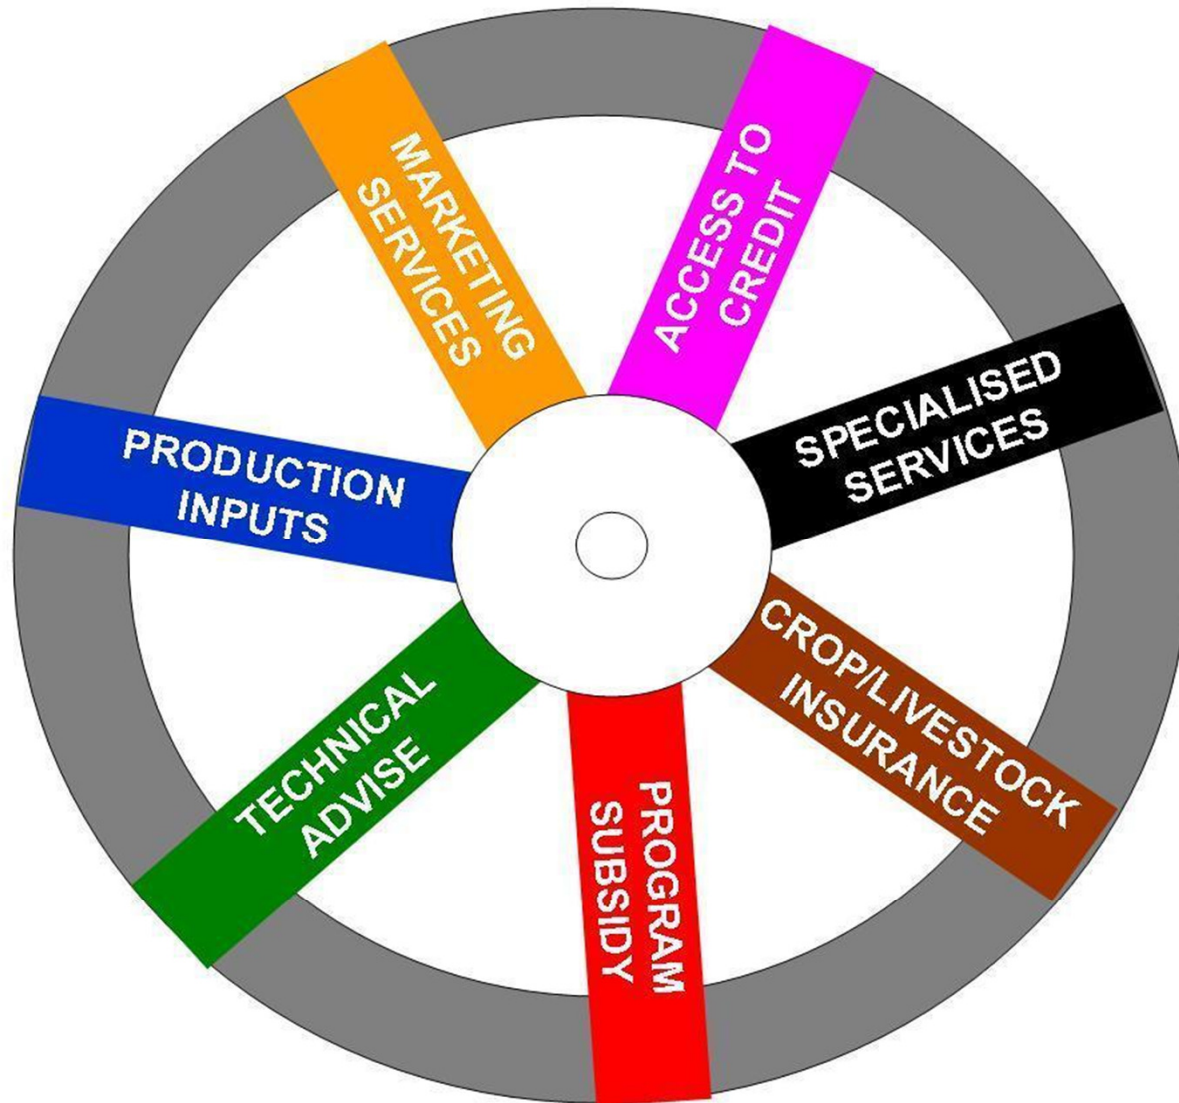 MARKETING
SERVICES
ACCESS TO
CREDIT
SPECIALISED
SERVICES
CROP/LIVESTOCK
INSURANCE
PROGRAM
SUBSIDY
TECHNICAL
ADVISE
PRODUCTION
INPUTS